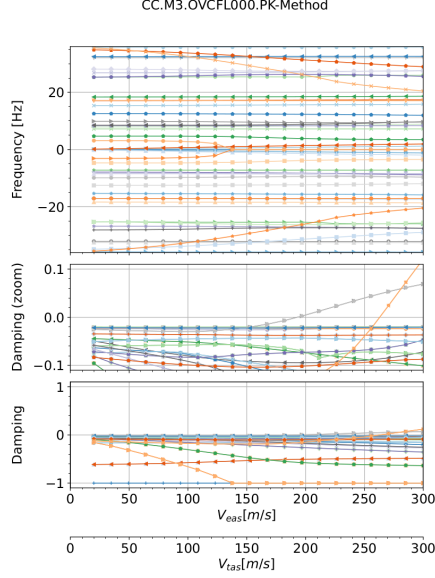 CC.M3.OVCFL000.PK-Method
Frequency [Hz]
20
0
−20
Damping (zoom)
0.1
0.0
−0.1
Damping
1
0
−1
0 50 100 150 200 250 300
V_eas[m/s]
0 50 100 150 200 250 300
V_tas[m/s]